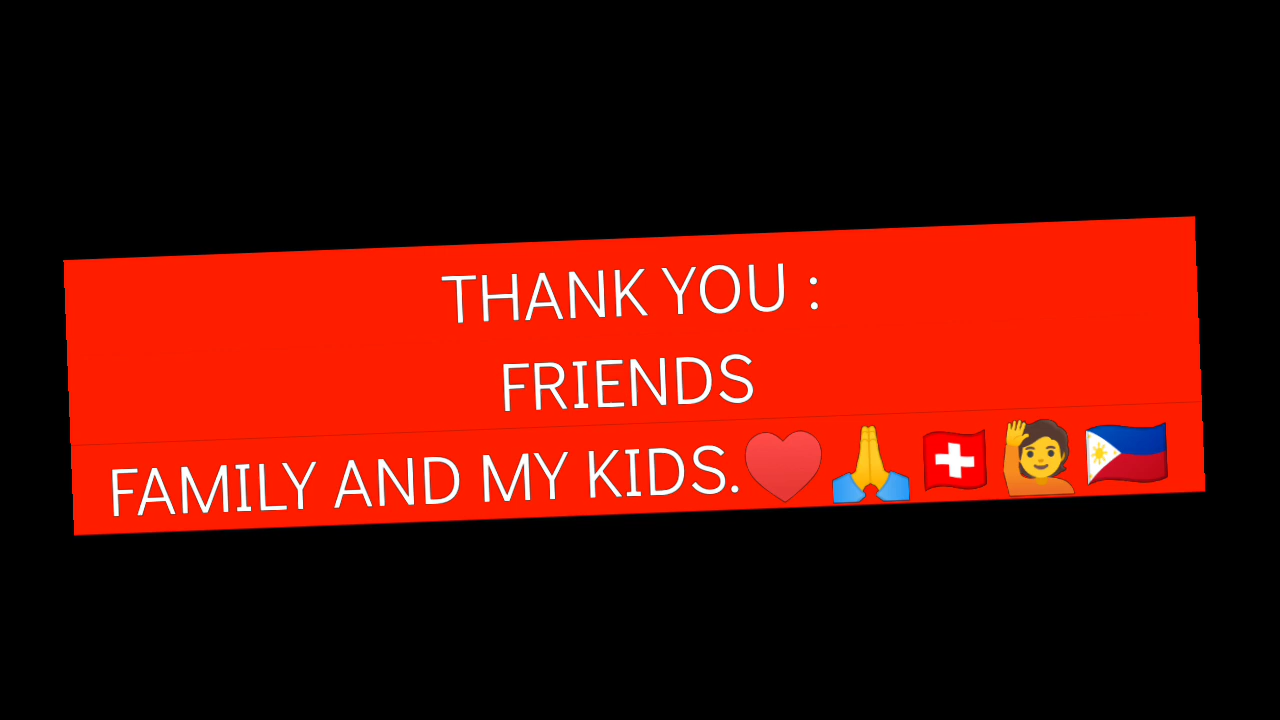 THANK YOU :
FRIENDS
FAMILY AND MY KIDS.♥️🙏🇨🇭🙋🇵🇭